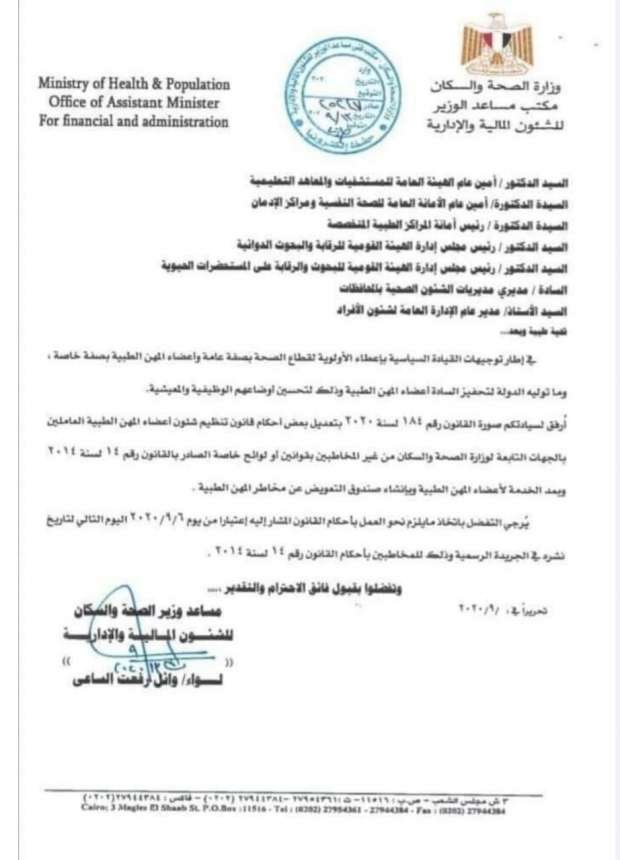 Ministry of Health & Population
Office of Assistant Minister
For financial and administration
وزارة الصحة والسكان
مكتب مساعد الوزير
للشئون المالية والإدارية
السيد الدكتور / أمين عام الهيئة العامة للمستشفيات والمعاهد التعليمية
السيدة الدكتورة/ أمين عام الأمانة العامة للصحة النفسية ومراكز الإدمان
السيدة الدكتورة / رئيس أمانة المراكز الطبية المتخصصة
السيد الدكتور / رئيس مجلس إدارة الهيئة القومية للرقابة والبحوث الدوائية
السيد الدكتور / رئيس مجلس إدارة الهيئة القومية للبحوث والرقابة على المستحضرات الحيوية
السادة / مديري مديريات الشئون الصحية بالمحافظات
السيد الأستاذ/ مدير عام الإدارة العامة لشئون الأفراد
تحية طيبة وبعد...
في إطار توجيهات القيادة السياسية بإعطاء الأولوية لقطاع الصحة بصفة عامة وأعضاء المهن الطبية بصفة خاصة ،
وما توليه الدولة لتحفيز السادة أعضاء المهن الطبية وذلك لتحسين أوضاعهم الوظيفية والمعيشية.
أرفق لسيادتكم صورة القانون رقم ١٨٤ لسنة ٢٠٢٠ بتعديل بعض أحكام قانون تنظيم شئون أعضاء المهن الطبية العاملين
بالجهات التابعة لوزارة الصحة والسكان من غير المخاطبين بقوانين أو لوائح خاصة الصادر بالقانون رقم ١٤ لسنة ٢٠١٤
وبعد الخدمة لأعضاء المهن الطبية وبإنشاء صندوق التعويض عن مخاطر المهن الطبية .
يُرجي التفضل باتخاذ مايلزم نحو العمل بأحكام القانون المشار إليه إعتبارا من يوم ٢٠٢٠/٩/٦ اليوم التالي لتاريخ
نشره في الجريدة الرسمية وذلك للمخاطبين بأحكام القانون رقم ١٤ لسنة ٢٠١٤ .
وتفضلوا بقبول فائق الاحترام والتقدير ،،،،،
تحريراً في: / ٢٠٢٠/٩
مساعد وزير الصحة والسكان
للشئون المالية والإدارية
(( ))
لواء/ وائل رفعت الساعى
٣ ش مجلس الشعب – ص.ب : ١١٥١٦ – ت : ٢٧٩٥٤٣٦١ – ٢٧٩٤٤٣٨٤ (٠٢٠٢) – فاكس : ٢٧٩٤٤٣٨٤ (٠٢٠٢)
Cairo; 3 Magles El Shaab St. P.O.Box :11516 - Tel : (0202) 27954361 - 27944384 - Fax : (0202) 27944384